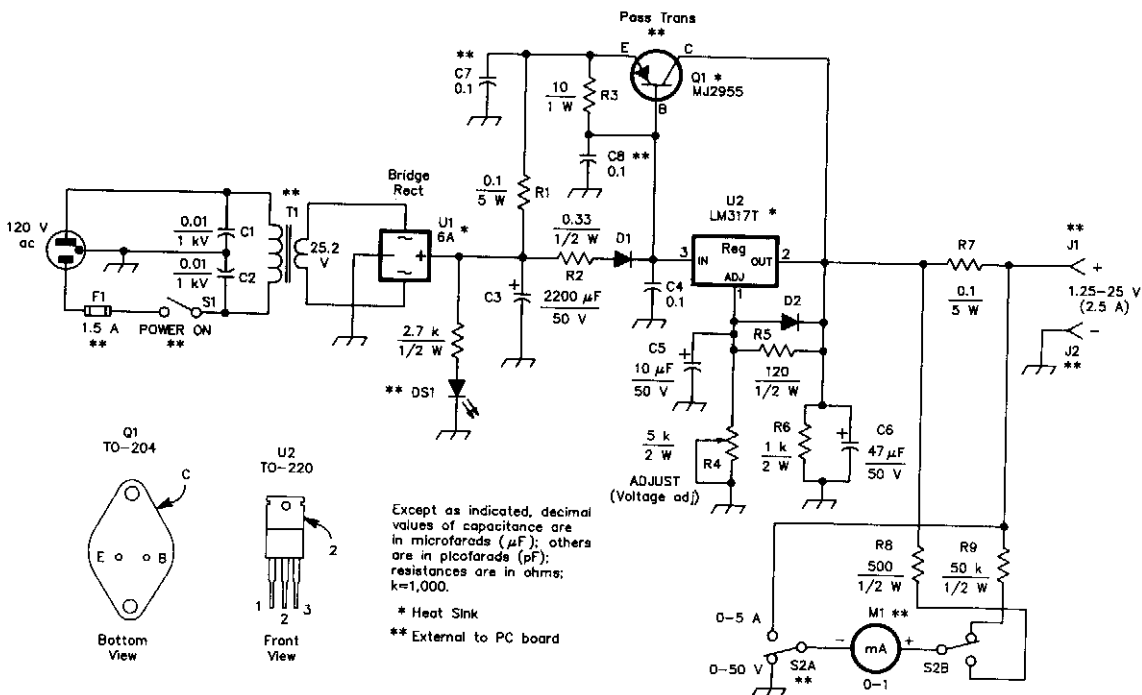 Pass Trans
**
E
C
Q1 *
MJ2955
B
**
C7
0.1
10
1 W
R3
C8 **
0.1
0.1
5 W
R1
Bridge
Rect
U1 *
6A
~
+
-
~
120 V
ac
0.01
1 kV
C1
0.01
1 kV
C2
**
T1
25.2
V
F1
1.5 A
**
S1
POWER ON
**
0.33
1/2 W
R2
D1
C3
+
2200 µF
50 V
2.7 k
1/2 W
** DS1
C4
0.1
U2
LM317T *
3
IN
Reg
OUT
2
ADJ
1
D2
R5
120
1/2 W
C5
+
10 µF
50 V
5 k
2 W
R4
ADJUST
(Voltage adj)
R6
1 k
2 W
+
C6
47 µF
50 V
R7
0.1
5 W
**
J1
+
1.25-25 V
(2.5 A)
-
J2
**
R8
500
1/2 W
R9
50 k
1/2 W
0-5 A
0-50 V
S2A
**
M1 **
-
mA
+
0-1
S2B
Q1
TO-204
C
E
B
Bottom
View
U2
TO-220
2
1
2
3
Front
View
Except as indicated, decimal
values of capacitance are
in microfarads (µF); others
are in picofarads (pF);
resistances are in ohms;
k=1,000.
* Heat Sink
** External to PC board